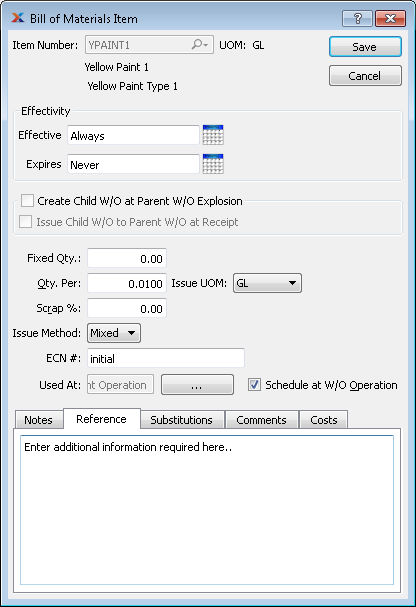 Bill of Materials Item
Item Number: YPAINT1 UOM: GL Save
Yellow Paint 1 Cancel
Yellow Paint Type 1
Effectivity
Effective Always
Expires Never
Create Child W/O at Parent W/O Explosion
Issue Child W/O to Parent W/O at Receipt
Fixed Qty.: 0.00
Qty. Per: 0.0100 Issue UOM: GL
Scrap %: 0.00
Issue Method: Mixed
ECN #: initial
Used At: nt Operation ... Schedule at W/O Operation
Notes Reference Substitutions Comments Costs
Enter additional information required here..